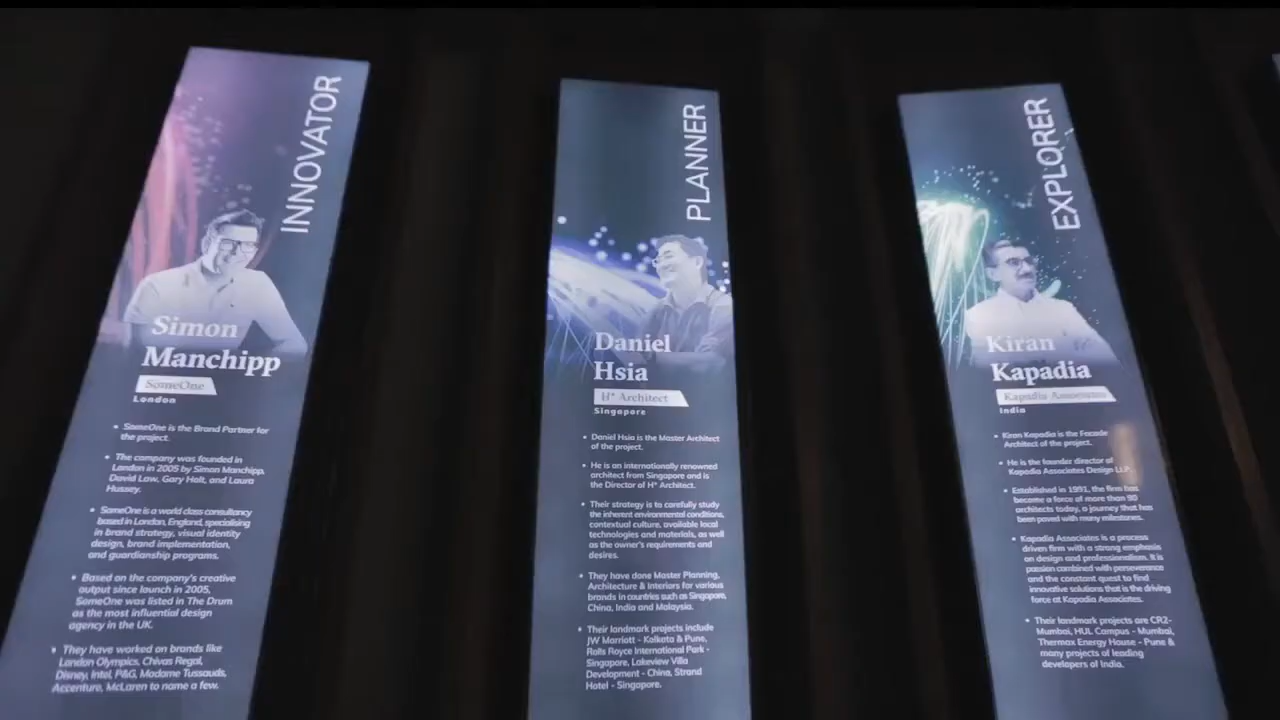 INNOVATOR
Simon
Manchipp
SomeOne
London
• SomeOne is the Brand Partner for
the project.
• The company was founded in
London in 2005 by Simon Manchipp,
David Law, Gary Holt, and Laura
Hussey.
• SomeOne is a world class consultancy
based in London, England, specialising
in brand strategy, visual identity
design, brand implementation,
and guardianship programs.
• Based on the company's creative
output since launch in 2005,
SomeOne was listed in The Drum
as the most influential design
agency in the UK.
• They have worked on brands like
London Olympics, Chivas Regal,
Disney, Intel, P&G, Madame Tussauds,
Accenture, McLaren to name a few.
PLANNER
Daniel
Hsia
H* Architect
Singapore
• Daniel Hsia is the Master Architect
of the project.
• He is an internationally renowned
architect from Singapore and is
the Director of H* Architect.
• Their strategy is to carefully study
the inherent environmental conditions,
contextual culture, available local
technologies and materials, as well
as the owner's requirements and
desires.
• They have done Master Planning,
Architecture & Interiors for various
brands in countries such as Singapore,
China, India and Malaysia.
• Their landmark projects include
JW Marriott - Kolkata & Pune,
Rolls Royce International Park -
Singapore, Lakeview Villa
Development - China, Strand
Hotel - Singapore.
EXPLORER
Kiran
Kapadia
Kapadia Associates
India
• Kiran Kapadia is the Facade
Architect of the project.
• He is the founder director of
Kapadia Associates Design LLP.
• Established in 1991, the firm has
become a force of more than 90
architects today, a journey that has
been paved with many milestones.
• Kapadia Associates is a process
driven firm with a strong emphasis
on design and professionalism. It is
passion combined with perseverance
and the constant quest to find
innovative solutions that is the driving
force at Kapadia Associates.
• Their landmark projects are CR2-
Mumbai, HUL Campus - Mumbai,
Thermax Energy House - Pune &
many projects of leading
developers of India.